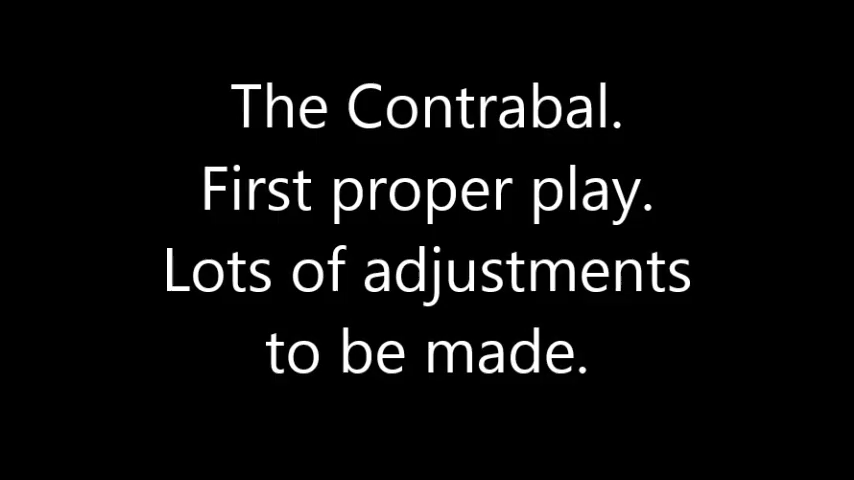 The Contrabal.
First proper play.
Lots of adjustments
to be made.